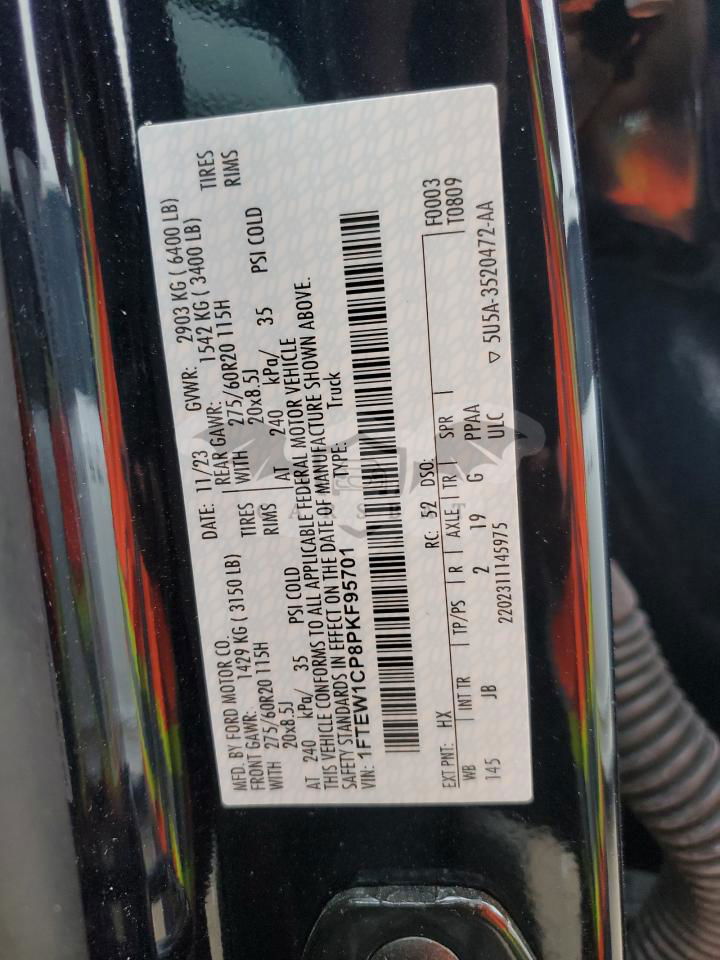 MFD. BY FORD MOTOR CO. DATE: 11/23 GVWR: 2903 KG ( 6400 LB)
FRONT GAWR: 1429 KG ( 3150 LB) REAR GAWR: 1542 KG ( 3400 LB)
WITH 275/60R20 115H TIRES WITH 275/60R20 115H TIRES
20x8.5J RIMS 20x8.5J RIMS
AT 240 kPa/ 35 PSI COLD AT 240 kPa/ 35 PSI COLD
THIS VEHICLE CONFORMS TO ALL APPLICABLE FEDERAL MOTOR VEHICLE
SAFETY STANDARDS IN EFFECT ON THE DATE OF MANUFACTURE SHOWN ABOVE.
VIN: 1FTEW1CP8PKF95701 TYPE: Truck
EXT PNT: HX RC: 52 DSO: F0003
WB INT TR TP/PS R AXLE TR SPR T0809
145 JB 2 19 G PPAA
2202311145975 ULC
▽ 5U5A-3520472-AA